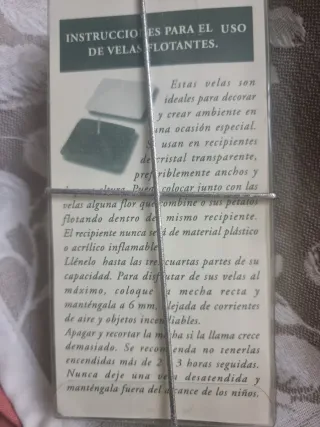 INSTRUCCIONES PARA EL USO
DE VELAS FLOTANTES.
Estas velas son
ideales para decorar
y crear ambiente en
una ocasión especial.
Se usan en recipientes
de cristal transparente,
preferiblemente anchos y
Puede colocar junto con las
velas alguna flor que combine o sus pétalos
flotando dentro del mismo recipiente.
El recipiente nunca será de material plástico
o acrílico inflamable.
Llénelo hasta las tres cuartas partes de su
capacidad. Para disfrutar de sus velas al
máximo, coloque la mecha recta y
manténgala a 6 mm. alejada de corrientes
de aire y objetos incendiables.
Apagar y recortar la mecha si la llama crece
demasiado. Se recomienda no tenerlas
encendidas más de 2 ó 3 horas seguidas.
Nunca deje una vela desatendida y
manténgala fuera del alcance de los niños.